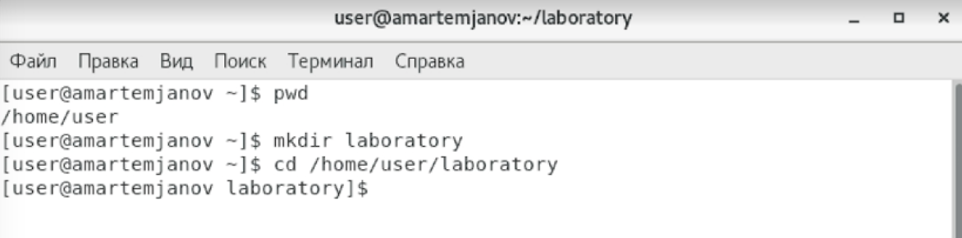 user@amartemjanov:~/laboratory
Файл Правка Вид Поиск Терминал Справка
[user@amartemjanov ~]$ pwd
/home/user
[user@amartemjanov ~]$ mkdir laboratory
[user@amartemjanov ~]$ cd /home/user/laboratory
[user@amartemjanov laboratory]$